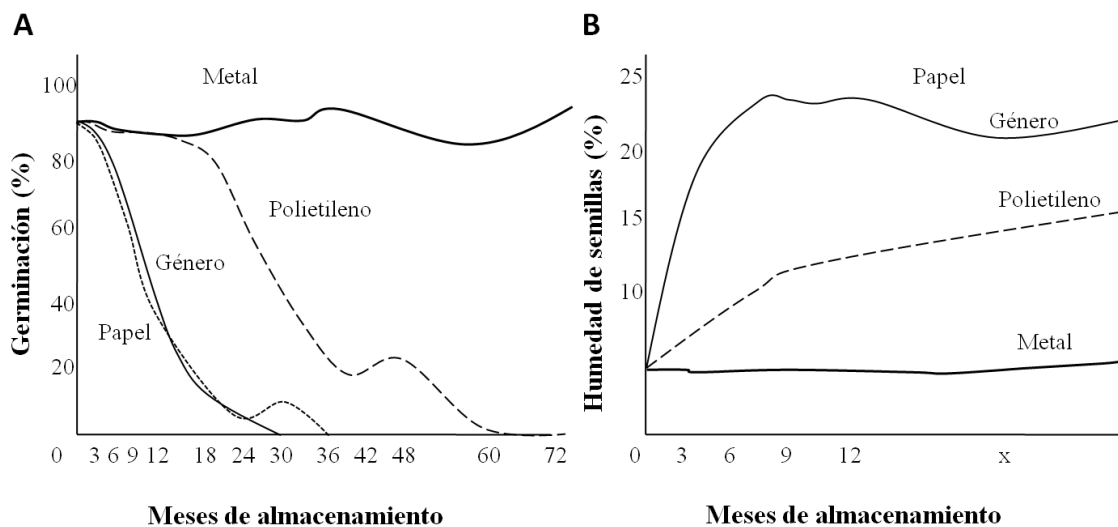 A
Germinación (%)
100
80
60
40
20
0
Metal
Polietileno
Género
Papel
3 6 9 12 18 24 30 36 42 48 60 72
Meses de almacenamiento
B
Humedad de semillas (%)
25
20
15
10
Papel
Género
Polietileno
Metal
0 3 6 9 12 x
Meses de almacenamiento